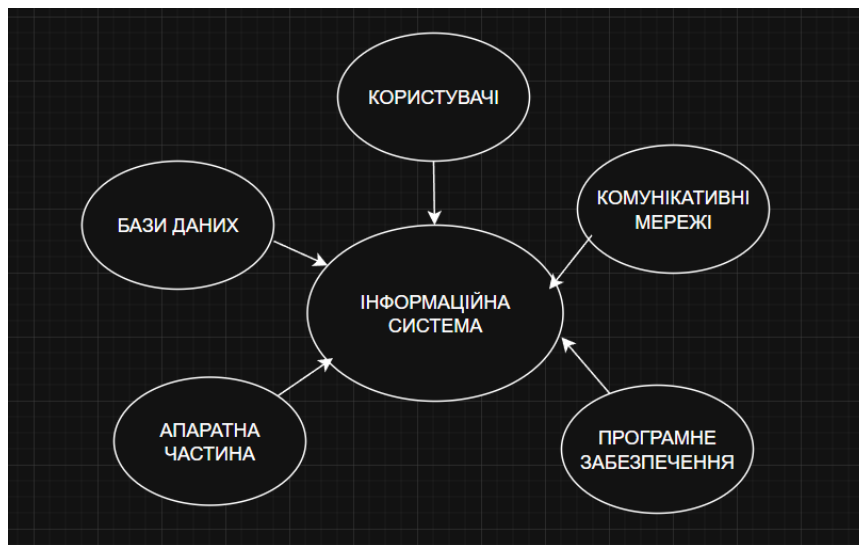 КОРИСТУВАЧІ
КОМУНІКАТИВНІ
МЕРЕЖІ
БАЗИ ДАНИХ
ІНФОРМАЦІЙНА
СИСТЕМА
АПАРАТНА
ЧАСТИНА
ПРОГРАМНЕ
ЗАБЕЗПЕЧЕННЯ